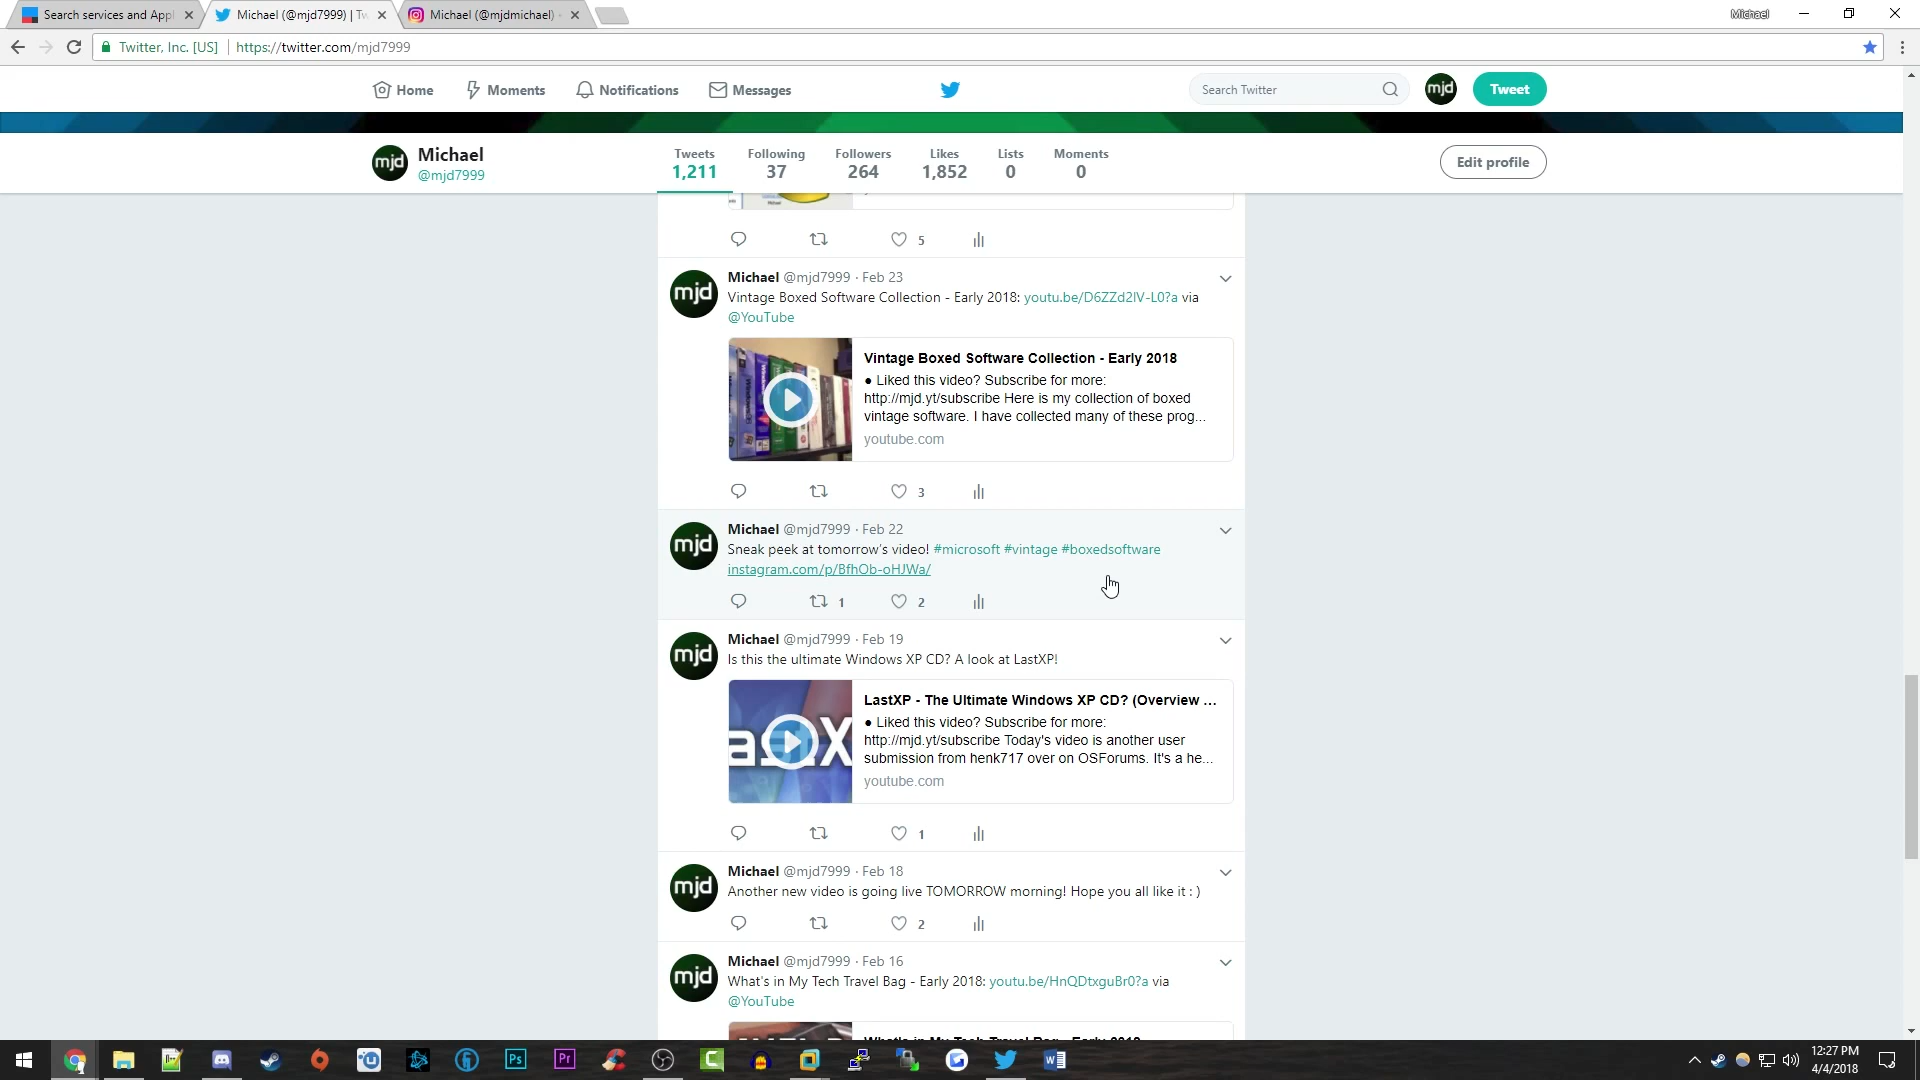 Search services and Appl
Michael (@mjd7999) | Tw
Michael (@mjdmichael) ·
Michael
Twitter, Inc. [US] | https://twitter.com/mjd7999
Home
Moments
Notifications
Messages
Search Twitter
mjd
Tweet
mjd
Michael
@mjd7999
Tweets
1,211
Following
37
Followers
264
Likes
1,852
Lists
0
Moments
0
Edit profile
5
mjd
Michael @mjd7999 · Feb 23
Vintage Boxed Software Collection - Early 2018: youtu.be/D6ZZd2lV-L0?a via
@YouTube
Vintage Boxed Software Collection - Early 2018
● Liked this video? Subscribe for more:
http://mjd.yt/subscribe Here is my collection of boxed
vintage software. I have collected many of these prog...
youtube.com
3
mjd
Michael @mjd7999 · Feb 22
Sneak peek at tomorrow's video! #microsoft #vintage #boxedsoftware
instagram.com/p/BfhOb-oHJWa/
1
2
mjd
Michael @mjd7999 · Feb 19
Is this the ultimate Windows XP CD? A look at LastXP!
LastXP - The Ultimate Windows XP CD? (Overview ...
● Liked this video? Subscribe for more:
http://mjd.yt/subscribe Today's video is another user
submission from henk717 over on OSForums. It's a he...
youtube.com
1
mjd
Michael @mjd7999 · Feb 18
Another new video is going live TOMORROW morning! Hope you all like it : )
2
mjd
Michael @mjd7999 · Feb 16
What's in My Tech Travel Bag - Early 2018: youtu.be/HnQDtxguBr0?a via
@YouTube
What's in My Tech Travel Bag - Early 2018
Ps
Pr
12:27 PM
4/4/2018